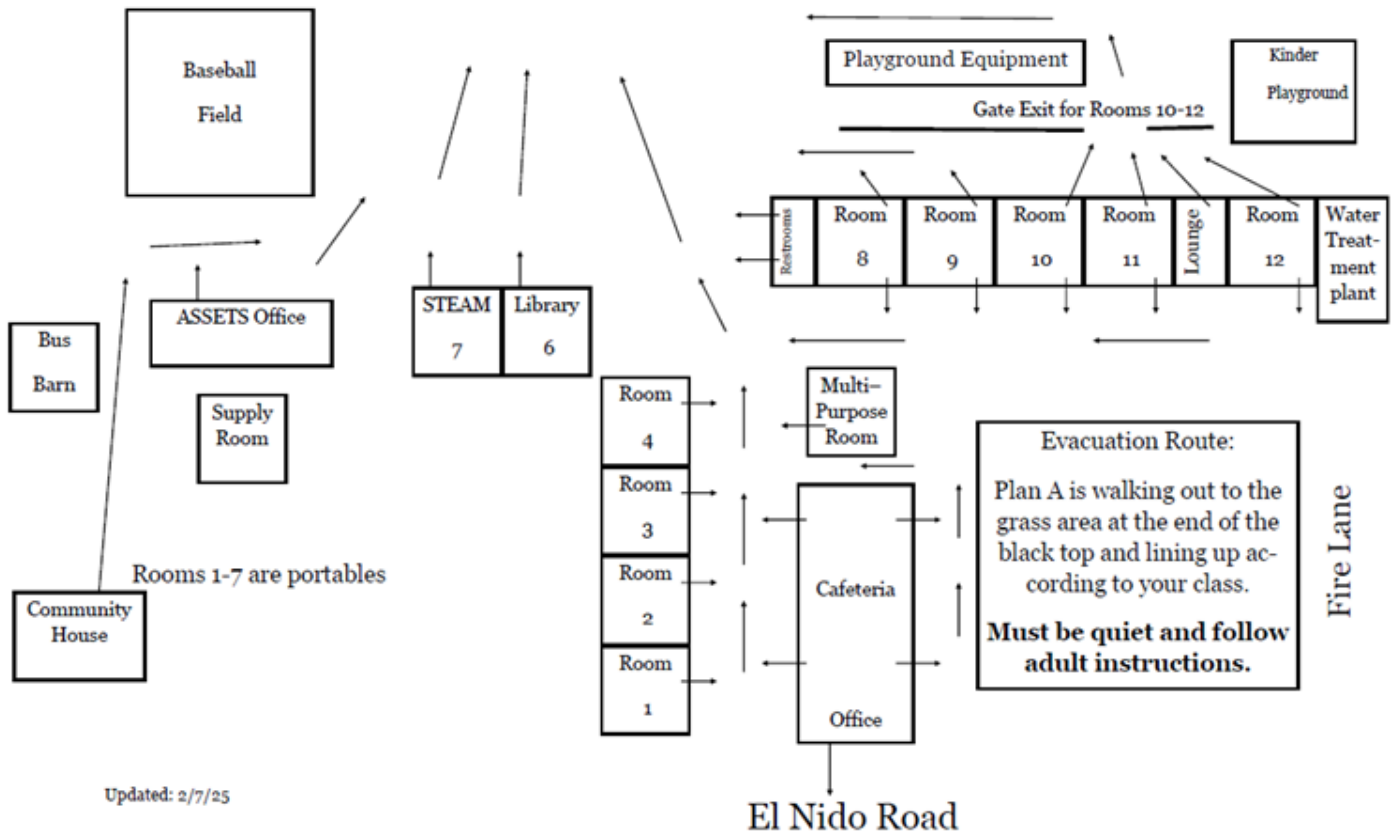 Baseball
Field
Playground Equipment
Kinder
Playground
Gate Exit for Rooms 10-12
Restrooms
Room
8
Room
9
Room
10
Room
11
Lounge
Room
12
Water
Treat-
ment
plant
STEAM
7
Library
6
ASSETS Office
Bus
Barn
Supply
Room
Room
4
Multi–
Purpose
Room
Room
3
Room
2
Room
1
Cafeteria
Office
Evacuation Route:
Plan A is walking out to the
grass area at the end of the
black top and lining up ac-
cording to your class.
Must be quiet and follow
adult instructions.
Fire Lane
Rooms 1-7 are portables
Community
House
Updated: 2/7/25
El Nido Road